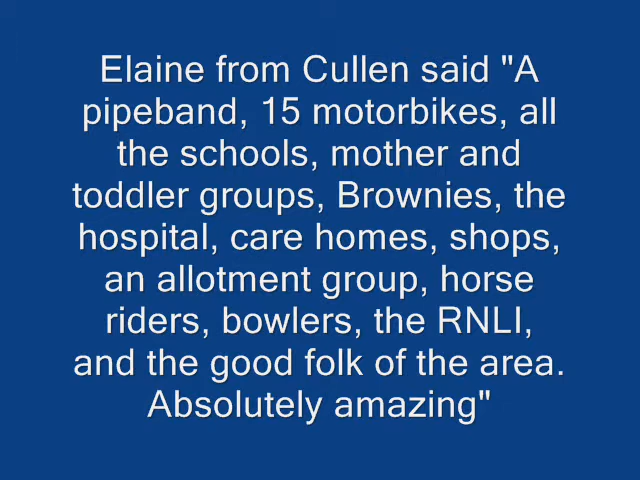 Elaine from Cullen said "A
pipeband, 15 motorbikes, all
the schools, mother and
toddler groups, Brownies, the
hospital, care homes, shops,
an allotment group, horse
riders, bowlers, the RNLI,
and the good folk of the area.
Absolutely amazing"